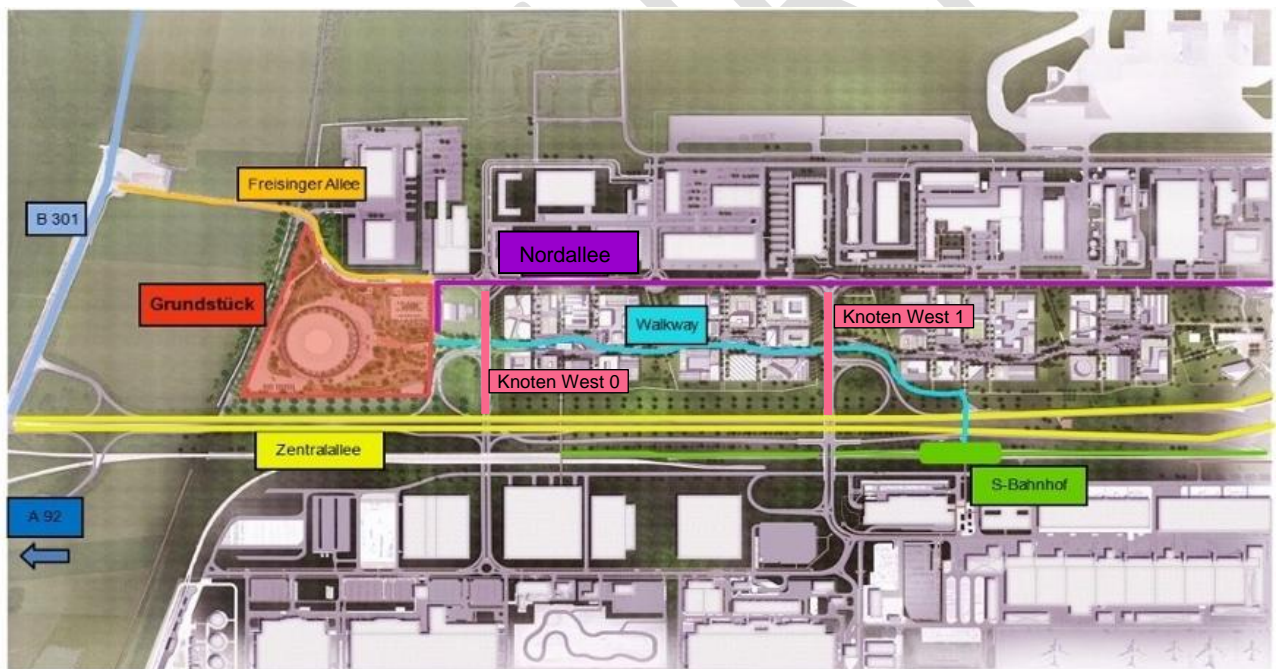 Freisinger Allee
B 301
Nordallee
Grundstück
Walkway
Knoten West 1
Knoten West 0
Zentralallee
S-Bahnhof
A 92